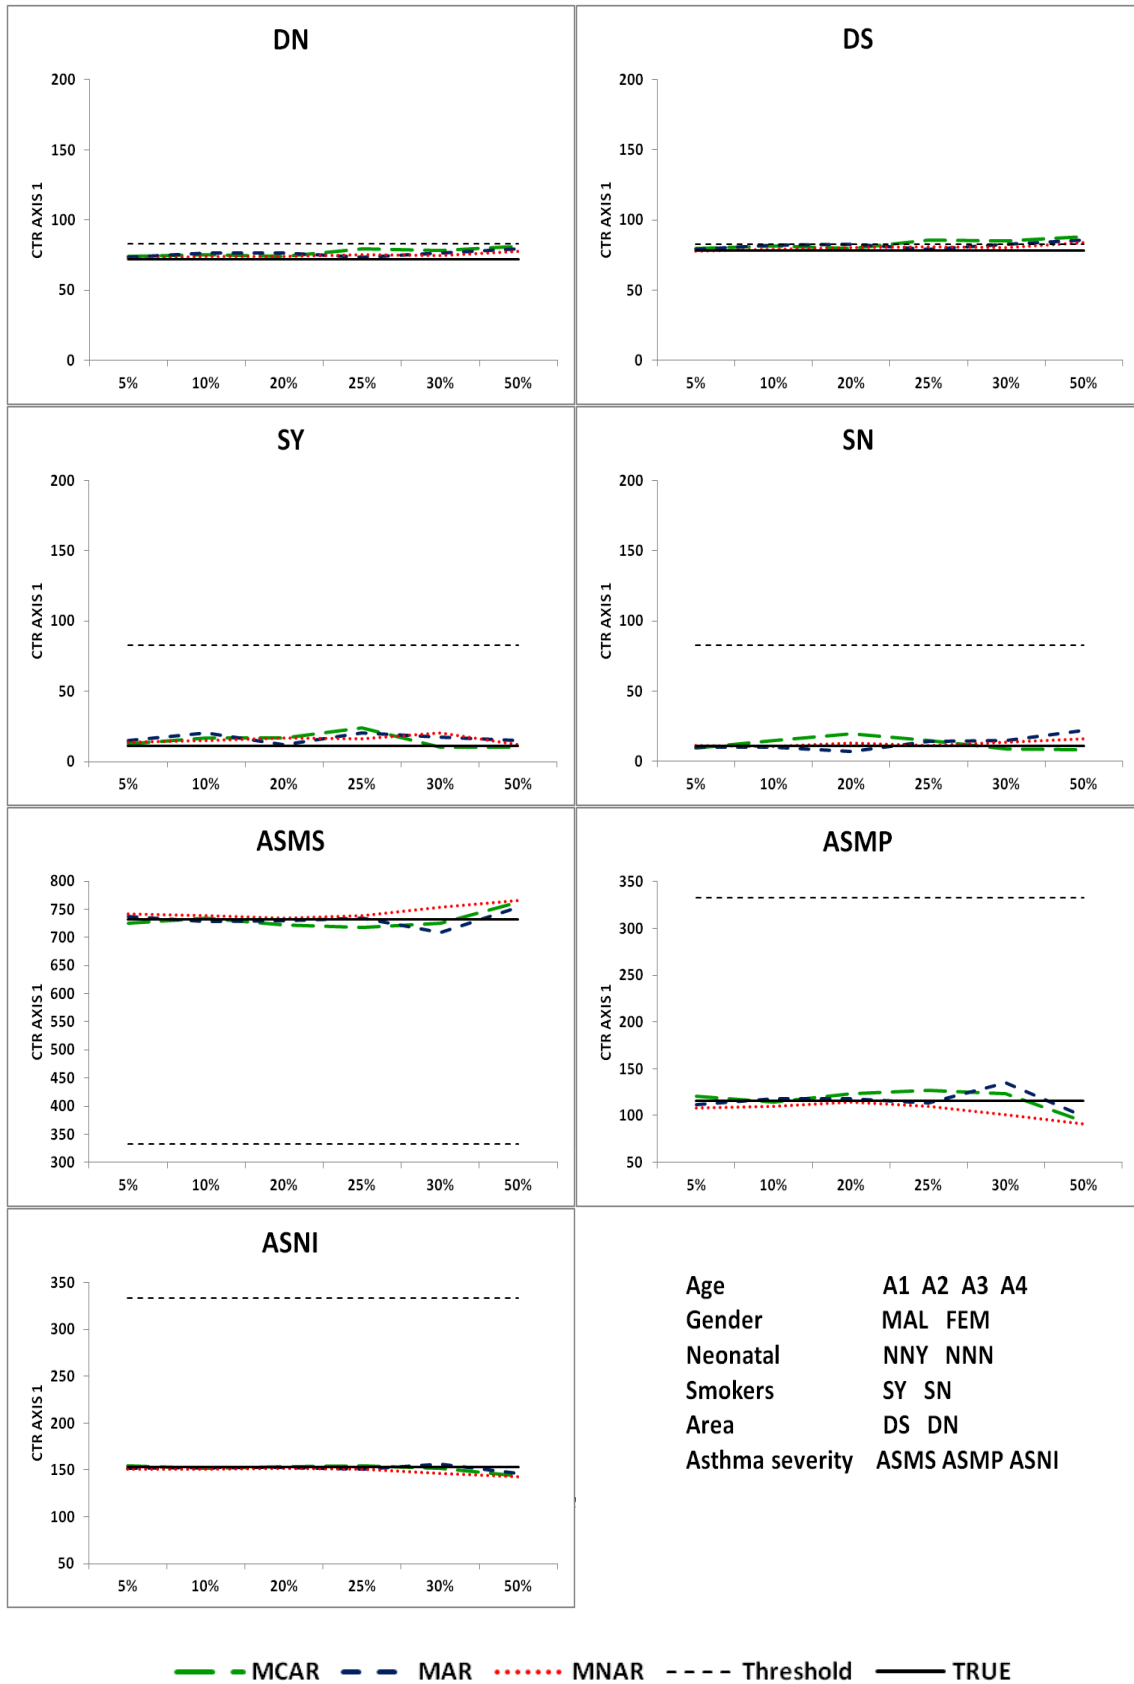 DN
200
150
100
50
0
CTR AXIS 1
5% 10% 20% 25% 30% 50%
DS
200
150
100
50
0
CTR AXIS 1
5% 10% 20% 25% 30% 50%
SY
200
150
100
50
0
CTR AXIS 1
5% 10% 20% 25% 30% 50%
SN
200
150
100
50
0
CTR AXIS 1
5% 10% 20% 25% 30% 50%
ASMS
800
750
700
650
600
550
500
450
400
350
300
CTR AXIS 1
5% 10% 20% 25% 30% 50%
ASMP
350
300
250
200
150
100
50
CTR AXIS 1
5% 10% 20% 25% 30% 50%
ASNI
350
300
250
200
150
100
50
CTR AXIS 1
5% 10% 20% 25% 30% 50%
Age A1 A2 A3 A4
Gender MAL FEM
Neonatal NNY NNN
Smokers SY SN
Area DS DN
Asthma severity ASMS ASMP ASNI
MCAR MAR MNAR Threshold TRUE